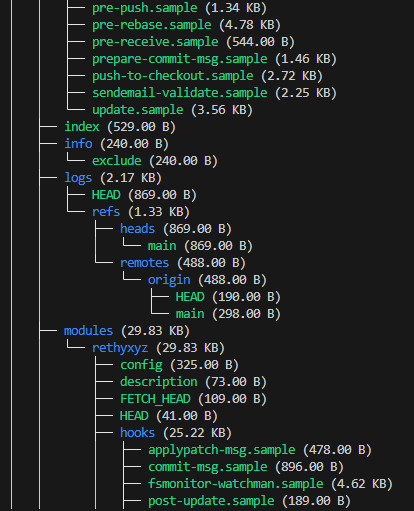 pre-push.sample (1.34 KB)
pre-rebase.sample (4.78 KB)
pre-receive.sample (544.00 B)
prepare-commit-msg.sample (1.46 KB)
push-to-checkout.sample (2.72 KB)
sendemail-validate.sample (2.25 KB)
update.sample (3.56 KB)
index (529.00 B)
info (240.00 B)
exclude (240.00 B)
logs (2.17 KB)
HEAD (869.00 B)
refs (1.33 KB)
heads (869.00 B)
main (869.00 B)
remotes (488.00 B)
origin (488.00 B)
HEAD (190.00 B)
main (298.00 B)
modules (29.83 KB)
rethyxyz (29.83 KB)
config (325.00 B)
description (73.00 B)
FETCH_HEAD (109.00 B)
HEAD (41.00 B)
hooks (25.22 KB)
applypatch-msg.sample (478.00 B)
commit-msg.sample (896.00 B)
fsmonitor-watchman.sample (4.62 KB)
post-update.sample (189.00 B)